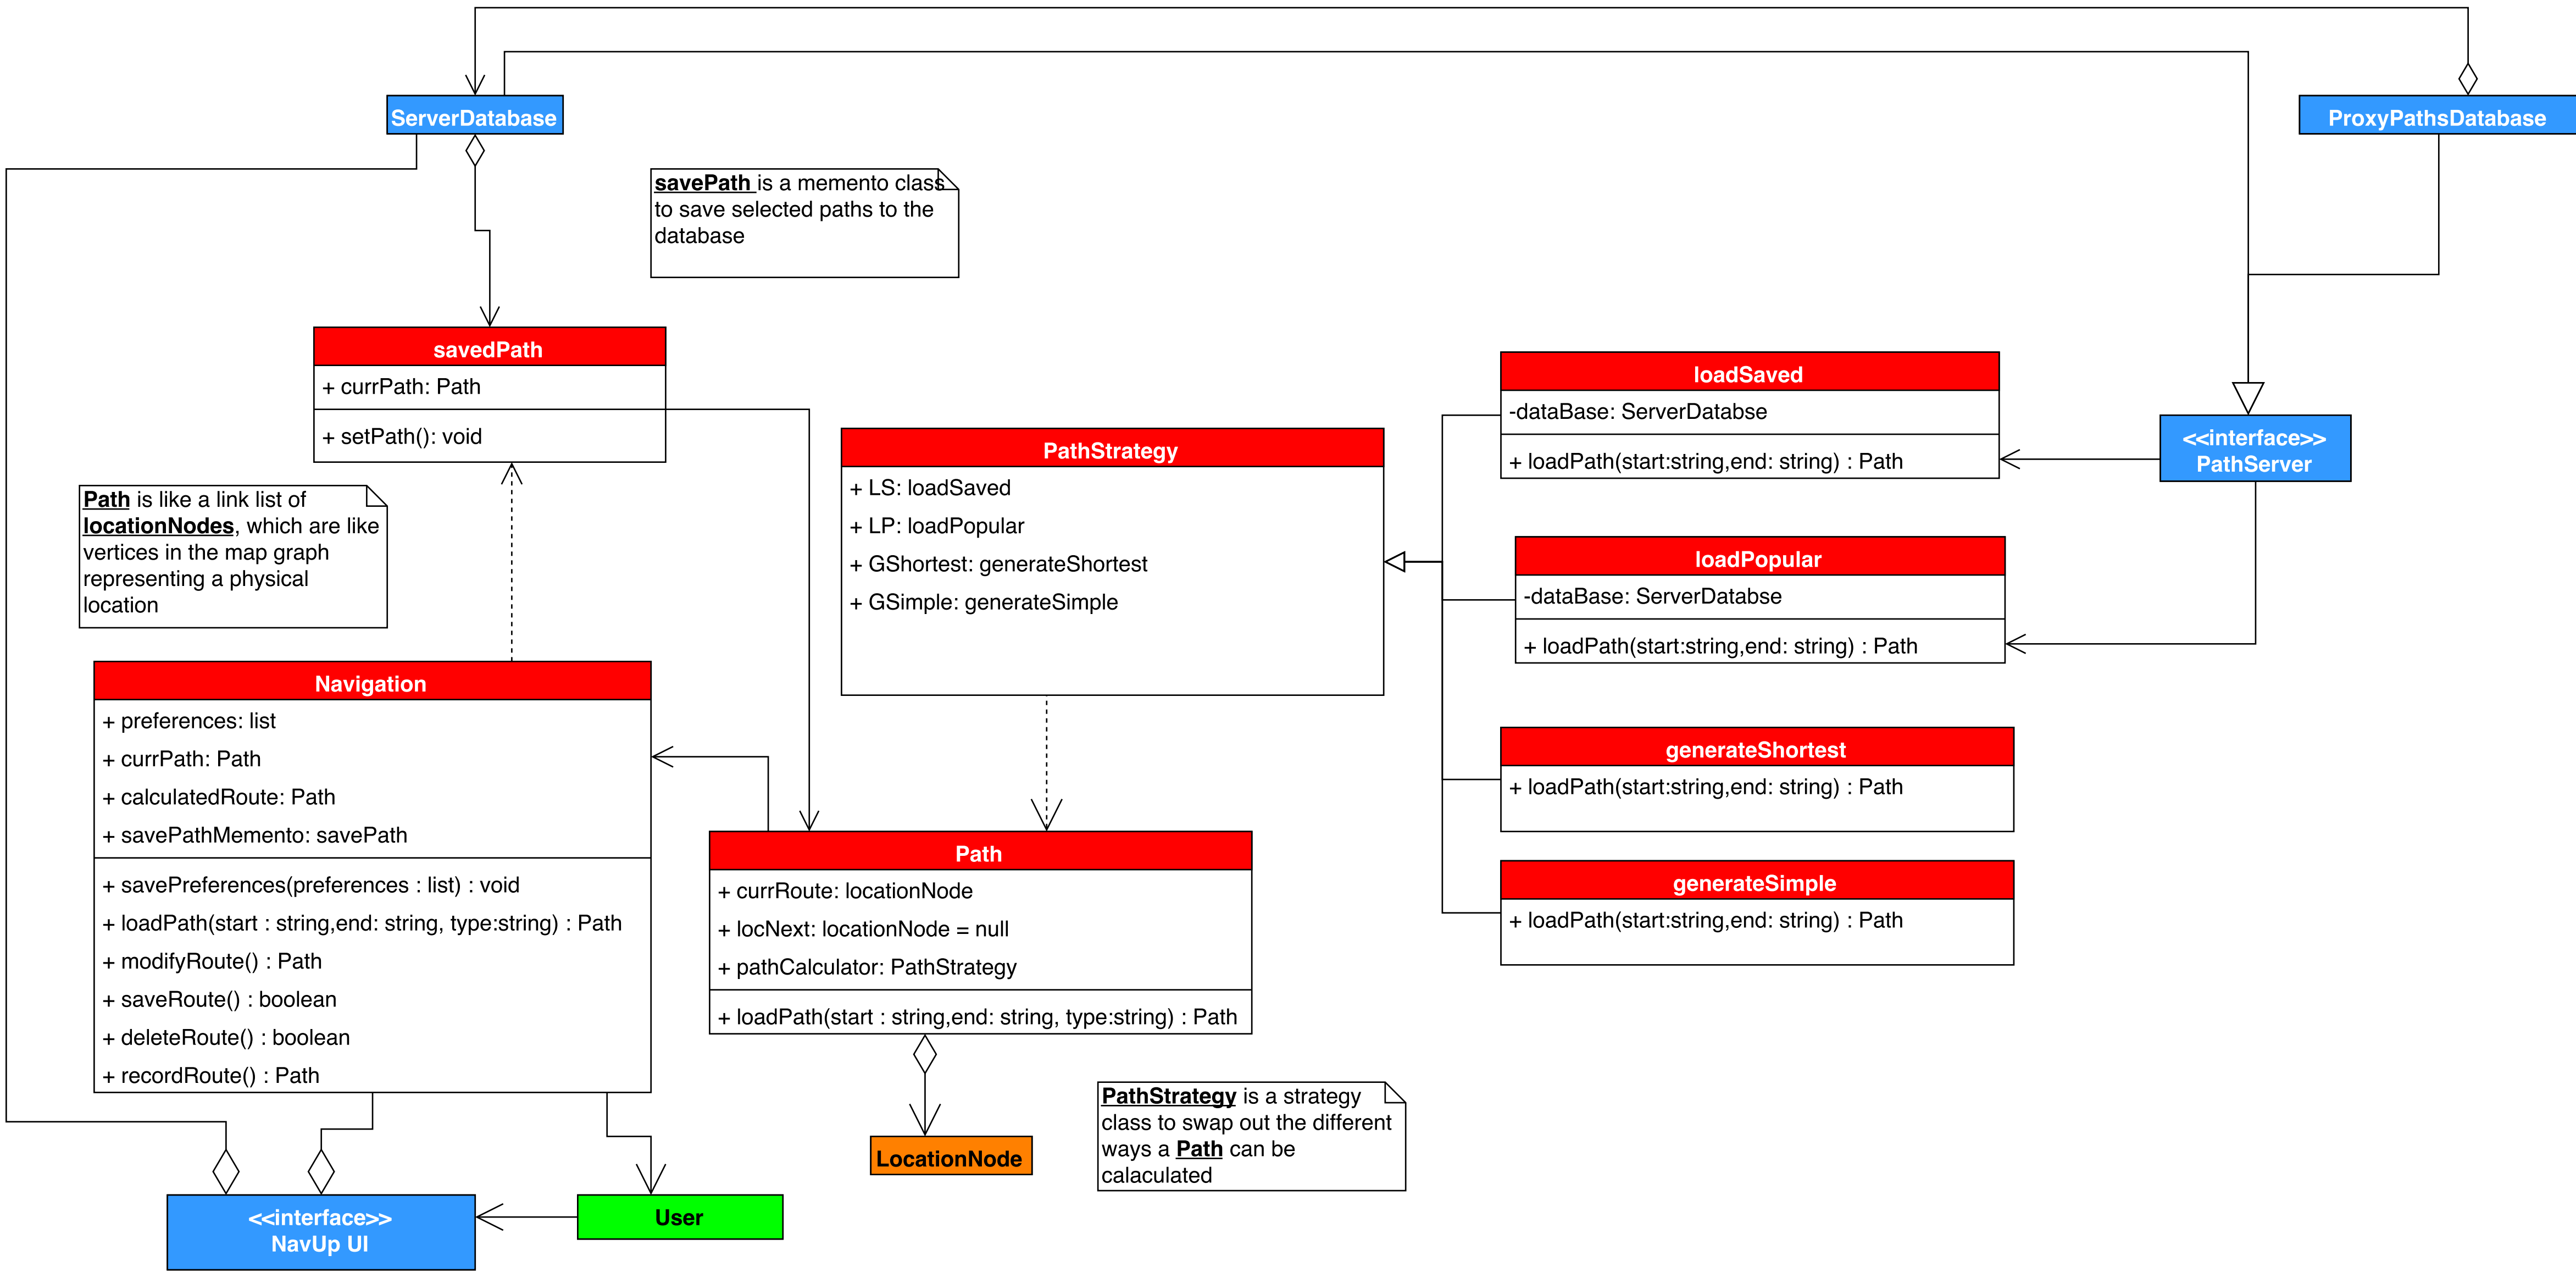 ServerDatabase
ProxyPathsDatabase
savePath is a memento class
to save selected paths to the
database
savedPath
+ currPath: Path
+ setPath(): void
loadSaved
-dataBase: ServerDatabse
+ loadPath(start:string,end: string) : Path
<<interface>>
PathServer
PathStrategy
+ LS: loadSaved
+ LP: loadPopular
+ GShortest: generateShortest
+ GSimple: generateSimple
Path is like a link list of
locationNodes, which are like
vertices in the map graph
representing a physical
location
loadPopular
-dataBase: ServerDatabse
+ loadPath(start:string,end: string) : Path
Navigation
+ preferences: list
+ currPath: Path
+ calculatedRoute: Path
+ savePathMemento: savePath
+ savePreferences(preferences : list) : void
+ loadPath(start : string,end: string, type:string) : Path
+ modifyRoute() : Path
+ saveRoute() : boolean
+ deleteRoute() : boolean
+ recordRoute() : Path
generateShortest
+ loadPath(start:string,end: string) : Path
Path
+ currRoute: locationNode
+ locNext: locationNode = null
+ pathCalculator: PathStrategy
+ loadPath(start : string,end: string, type:string) : Path
generateSimple
+ loadPath(start:string,end: string) : Path
PathStrategy is a strategy
class to swap out the different
ways a Path can be
calaculated
LocationNode
<<interface>>
NavUp UI
User